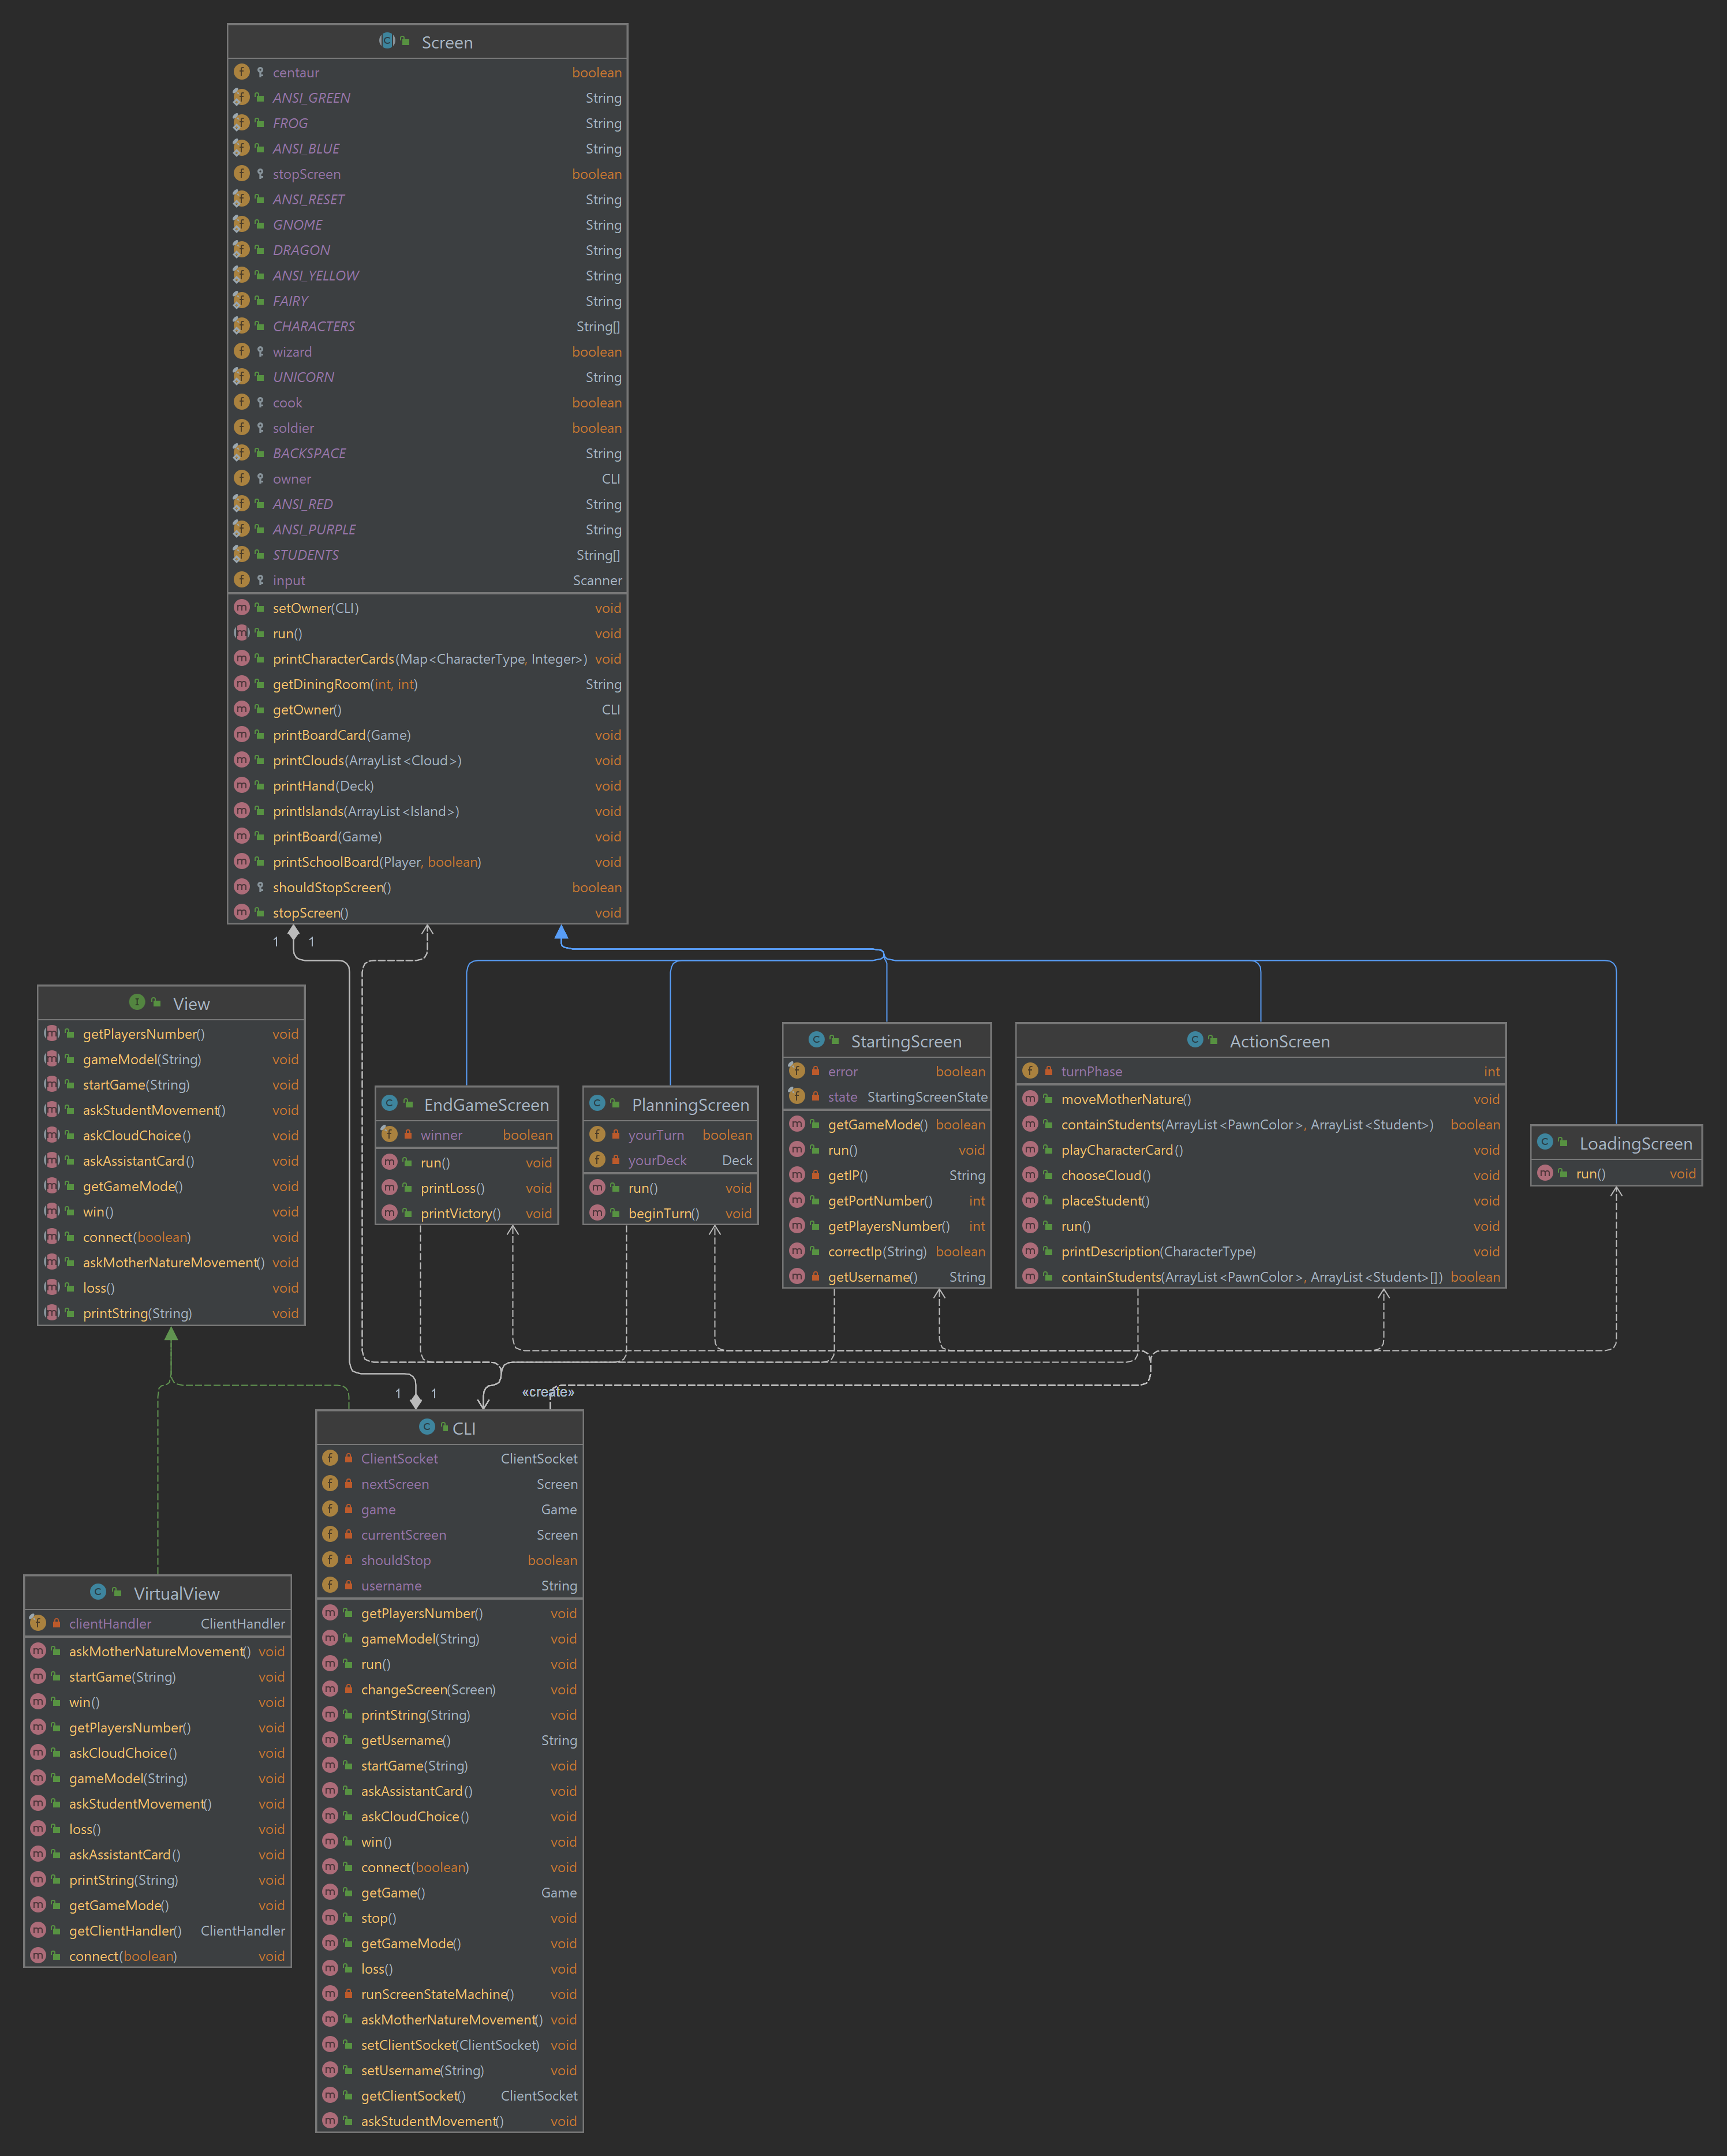 Screen
centaur boolean
ANSI_GREEN String
FROG String
ANSI_BLUE String
stopScreen boolean
ANSI_RESET String
GNOME String
DRAGON String
ANSI_YELLOW String
FAIRY String
CHARACTERS String[]
wizard boolean
UNICORN String
cook boolean
soldier boolean
BACKSPACE String
owner CLI
ANSI_RED String
ANSI_PURPLE String
STUDENTS String[]
input Scanner
setOwner(CLI) void
run() void
printCharacterCards(Map<CharacterType, Integer>) void
getDiningRoom(int, int) String
getOwner() CLI
printBoardCard(Game) void
printClouds(ArrayList<Cloud>) void
printHand(Deck) void
printIslands(ArrayList<Island>) void
printBoard(Game) void
printSchoolBoard(Player, boolean) void
shouldStopScreen() boolean
stopScreen() void
1 1
View
getPlayersNumber() void
gameModel(String) void
startGame(String) void
askStudentMovement() void
askCloudChoice() void
askAssistantCard() void
getGameMode() void
win() void
connect(boolean) void
askMotherNatureMovement() void
loss() void
printString(String) void
EndGameScreen
winner boolean
run() void
printLoss() void
printVictory() void
PlanningScreen
yourTurn boolean
yourDeck Deck
run() void
beginTurn() void
StartingScreen
error boolean
state StartingScreenState
getGameMode() boolean
run() void
getIP() String
getPortNumber() int
getPlayersNumber() int
correctIp(String) boolean
getUsername() String
ActionScreen
turnPhase int
moveMotherNature() void
containStudents(ArrayList<PawnColor>, ArrayList<Student>) boolean
playCharacterCard() void
chooseCloud() void
placeStudent() void
run() void
printDescription(CharacterType) void
containStudents(ArrayList<PawnColor>, ArrayList<Student>[]) boolean
LoadingScreen
run() void
1 1
«create»
CLI
ClientSocket ClientSocket
nextScreen Screen
game Game
currentScreen Screen
shouldStop boolean
username String
getPlayersNumber() void
gameModel(String) void
run() void
changeScreen(Screen) void
printString(String) void
getUsername() String
startGame(String) void
askAssistantCard() void
askCloudChoice() void
win() void
connect(boolean) void
getGame() Game
stop() void
getGameMode() void
loss() void
runScreenStateMachine() void
askMotherNatureMovement() void
setClientSocket(ClientSocket) void
setUsername(String) void
getClientSocket() ClientSocket
askStudentMovement() void
VirtualView
clientHandler ClientHandler
askMotherNatureMovement() void
startGame(String) void
win() void
getPlayersNumber() void
askCloudChoice() void
gameModel(String) void
askStudentMovement() void
loss() void
askAssistantCard() void
printString(String) void
getGameMode() void
getClientHandler() ClientHandler
connect(boolean) void